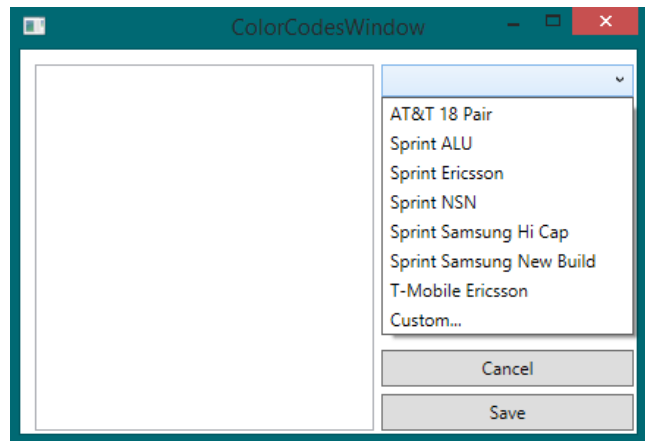 ColorCodesWindow
AT&T 18 Pair
Sprint ALU
Sprint Ericsson
Sprint NSN
Sprint Samsung Hi Cap
Sprint Samsung New Build
T-Mobile Ericsson
Custom...
Cancel
Save